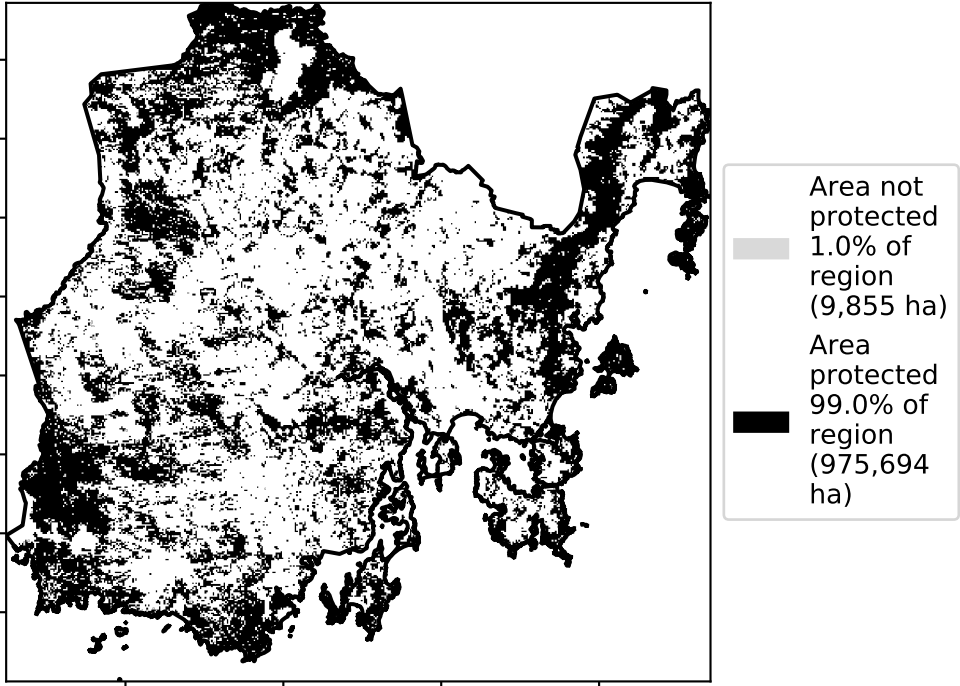 Area not
protected
1.0% of
region
(9,855 ha)
Area
protected
99.0% of
region
(975,694
ha)